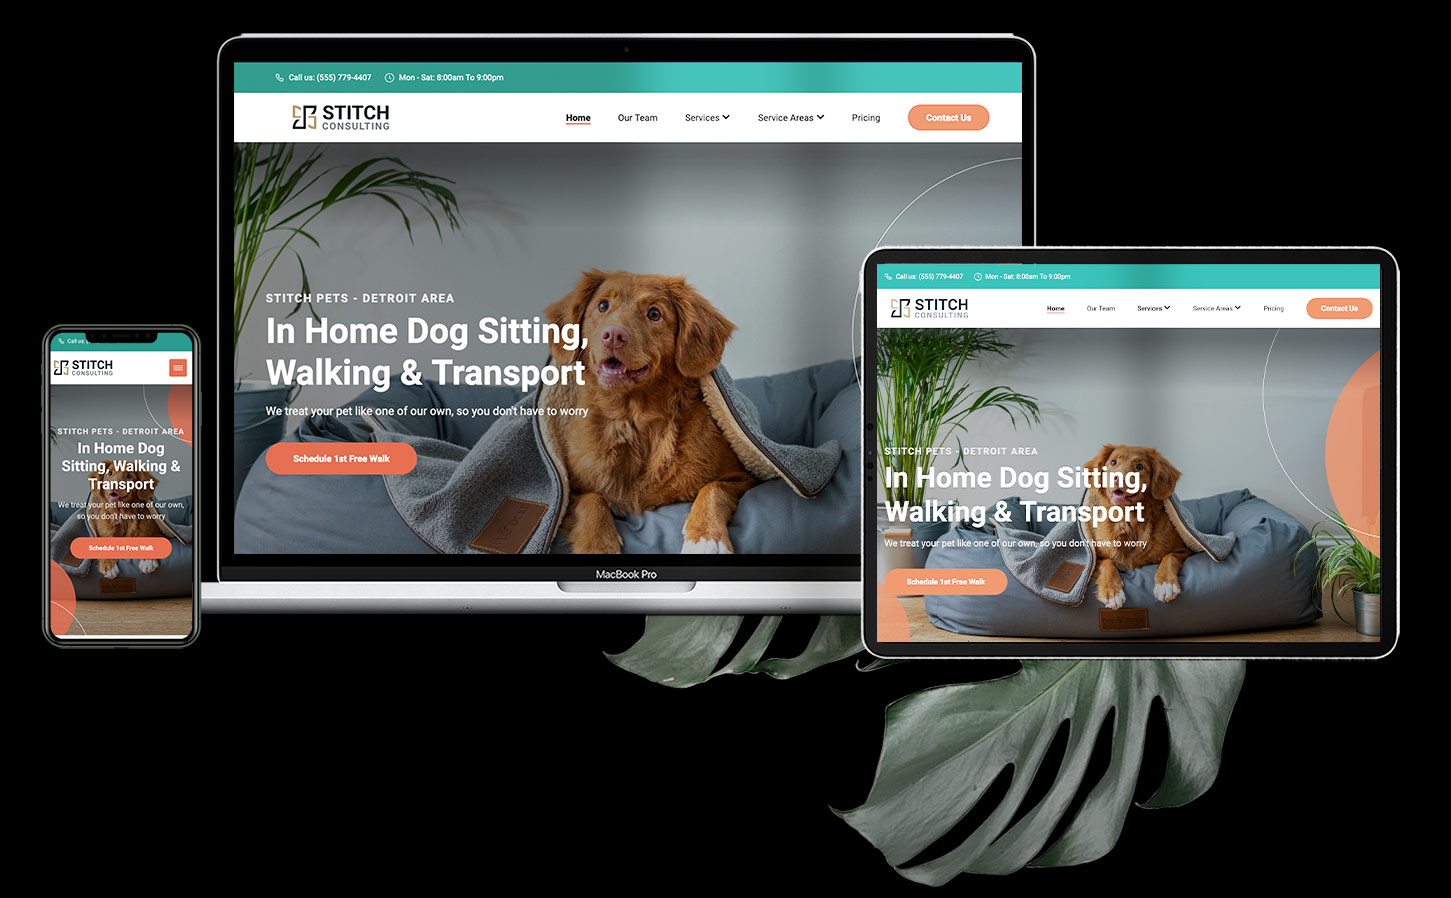 Call us: (555) 779-4407 Mon - Sat: 8:00am To 9:00pm
STITCH
CONSULTING
Home Our Team Services Service Areas Pricing Contact Us
STITCH PETS - DETROIT AREA
In Home Dog Sitting,
Walking & Transport
We treat your pet like one of our own, so you don't have to worry
Schedule 1st Free Walk
MacBook Pro
Call us: (555) 779-4407 Mon - Sat: 8:00am To 9:00pm
STITCH
CONSULTING
Home Our Team Services Service Areas Pricing Contact Us
STITCH PETS - DETROIT AREA
In Home Dog Sitting,
Walking & Transport
We treat your pet like one of our own, so you don't have to worry
Schedule 1st Free Walk
Call us:
STITCH
CONSULTING
STITCH PETS - DETROIT AREA
In Home Dog
Sitting, Walking &
Transport
We treat your pet like one of our own,
so you don't have to worry
Schedule 1st Free Walk